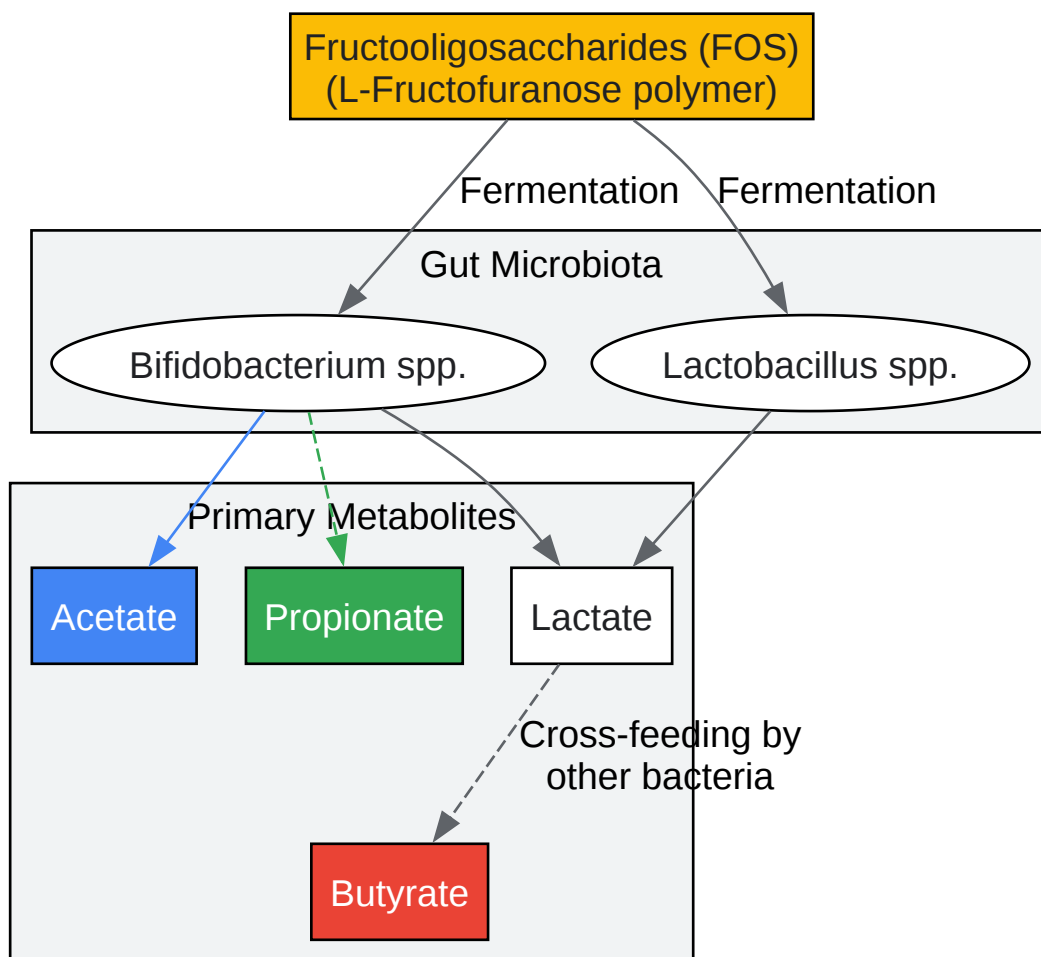 Fructooligosaccharides (FOS)
(L-Fructofuranose polymer)
Fermentation
Fermentation
Gut Microbiota
Bifidobacterium spp.
Lactobacillus spp.
Primary Metabolites
Acetate
Propionate
Lactate
Cross-feeding by
other bacteria
Butyrate